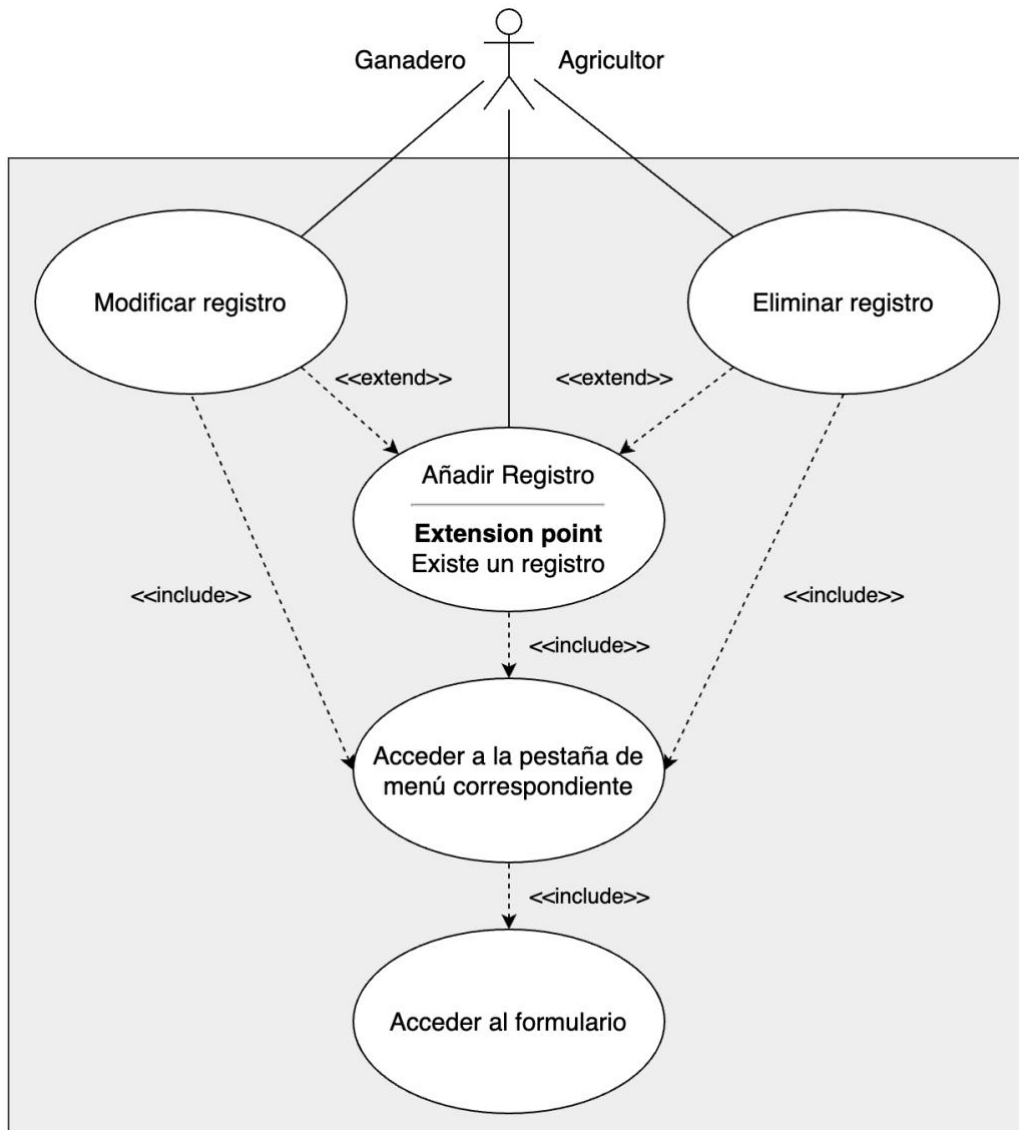 Ganadero
Agricultor
Modificar registro
Eliminar registro
<<extend>>
<<extend>>
Añadir Registro
Extension point
Existe un registro
<<include>>
<<include>>
<<include>>
Acceder a la pestaña de
menú correspondiente
<<include>>
Acceder al formulario